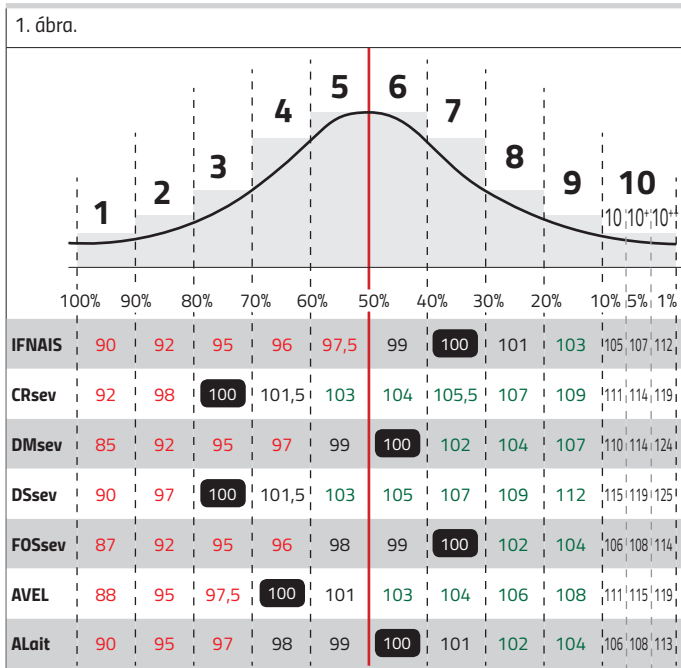 1. ábra.
1 2 3 4 5 6 7 8 9 10
10 10⁺ 10⁺⁺
100% 90% 80% 70% 60% 50% 40% 30% 20% 10% 5% 1%
IFNAIS 90 92 95 96 97,5 99 100 101 103 105 107 112
CRsev 92 98 100 101,5 103 104 105,5 107 109 111 114 119
DMsev 85 92 95 97 99 100 102 104 107 110 114 124
DSsev 90 97 100 101,5 103 105 107 109 112 115 119 125
FOSsev 87 92 95 96 98 99 100 102 104 106 108 114
AVEL 88 95 97,5 100 101 103 104 106 108 111 115 119
ALait 90 95 97 98 99 100 101 102 104 106 108 113